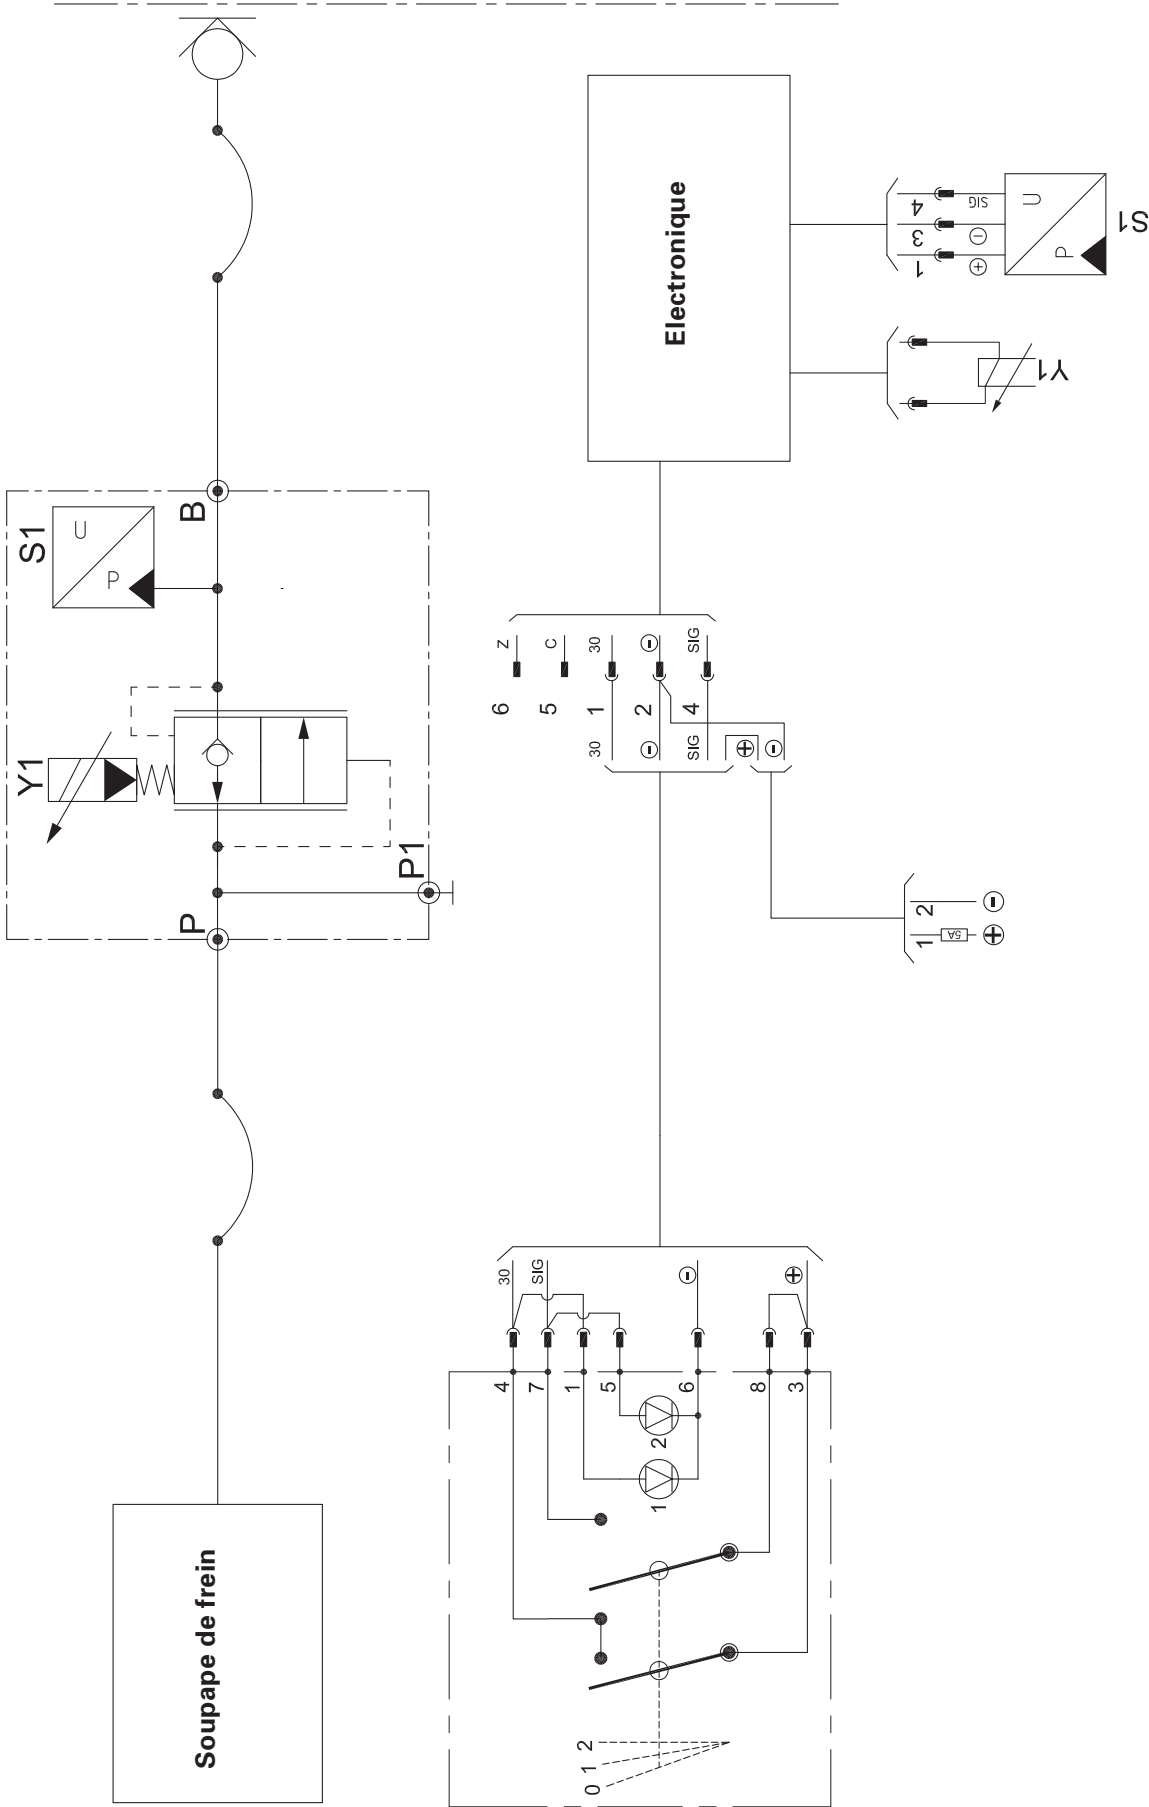 Electronique
4
SIG
U
3
⊖
P
1
⊕
S1
Y1
S1
U
P
B
Y1
P1
P
6 Z
5 C
30 1 30
⊖ 2 ⊖
SIG 4 SIG
⊕
⊖
2 ⊖
1 5A ⊕
Soupape de frein
4 30
7 SIG
1
5
6 ⊖
8
3 ⊕
2
1
0 1 2